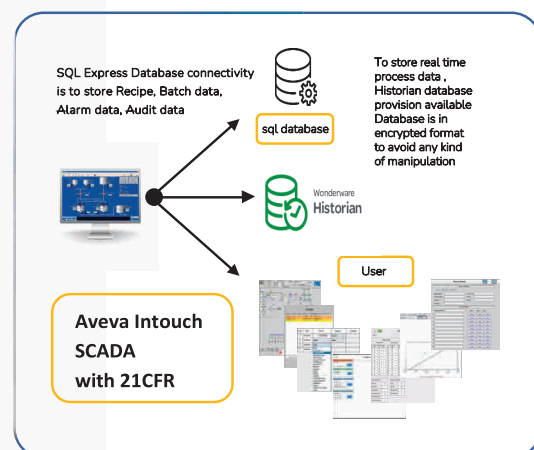 SQL Express Database connectivity
is to store Recipe, Batch data,
Alarm data, Audit data
sql database
To store real time
process data ,
Historian database
provision available
Database is in
encrypted format
to avoid any kind
of manipulation
Wonderware
Historian
User
Aveva Intouch
SCADA
with 21CFR